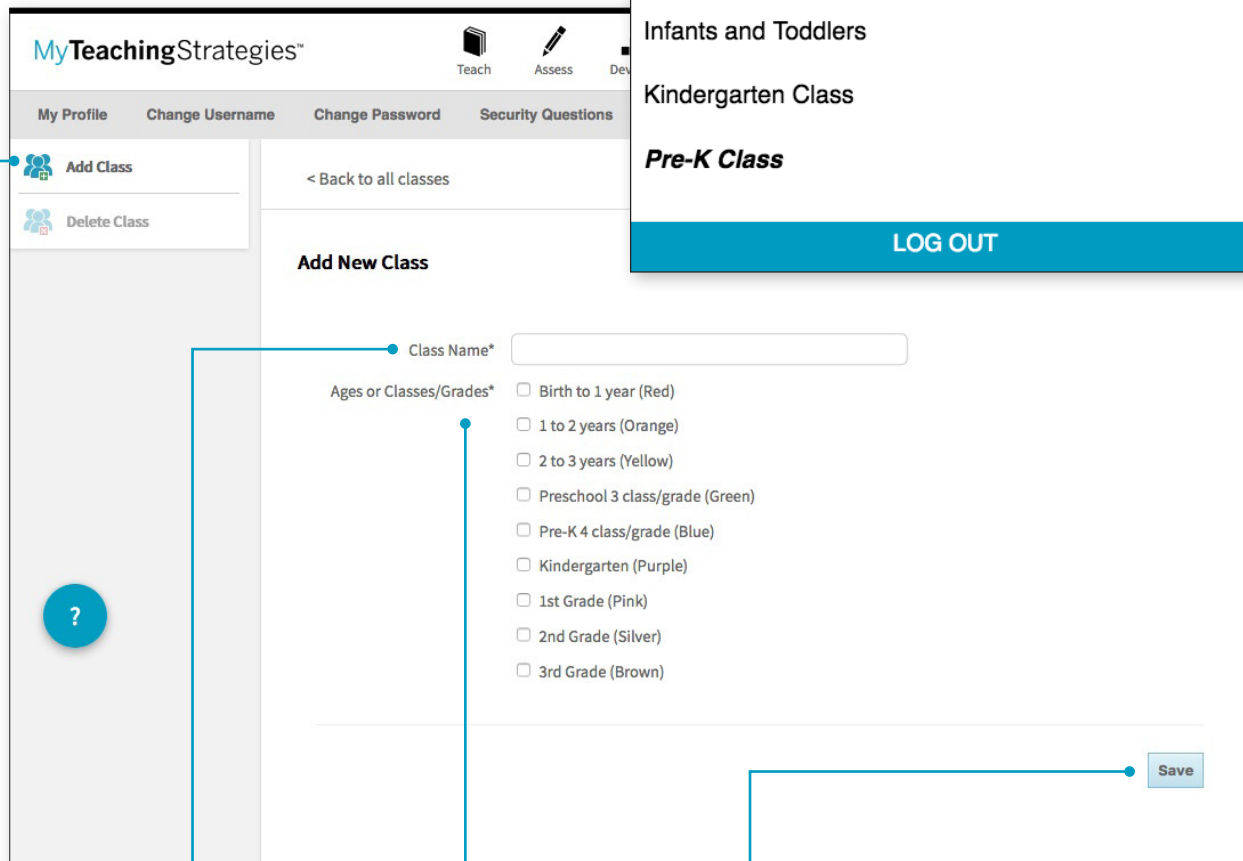 MyTeachingStrategies™
Teach
Assess
Dev
Infants and Toddlers
Kindergarten Class
Pre-K Class
LOG OUT
My Profile
Change Username
Change Password
Security Questions
Add Class
Delete Class
< Back to all classes
Add New Class
Class Name*
Ages or Classes/Grades*
Birth to 1 year (Red)
1 to 2 years (Orange)
2 to 3 years (Yellow)
Preschool 3 class/grade (Green)
Pre-K 4 class/grade (Blue)
Kindergarten (Purple)
1st Grade (Pink)
2nd Grade (Silver)
3rd Grade (Brown)
?
Save